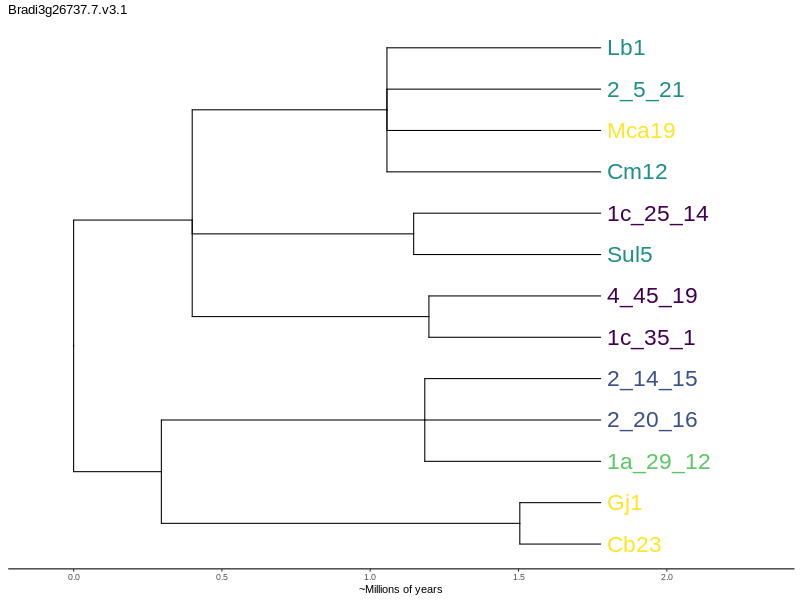 Bradi3g26737.7.v3.1
Lb1
2_5_21
Mca19
Cm12
1c_25_14
Sul5
4_45_19
1c_35_1
2_14_15
2_20_16
1a_29_12
Gj1
Cb23
0.0 0.5 1.0 1.5 2.0
~Millions of years